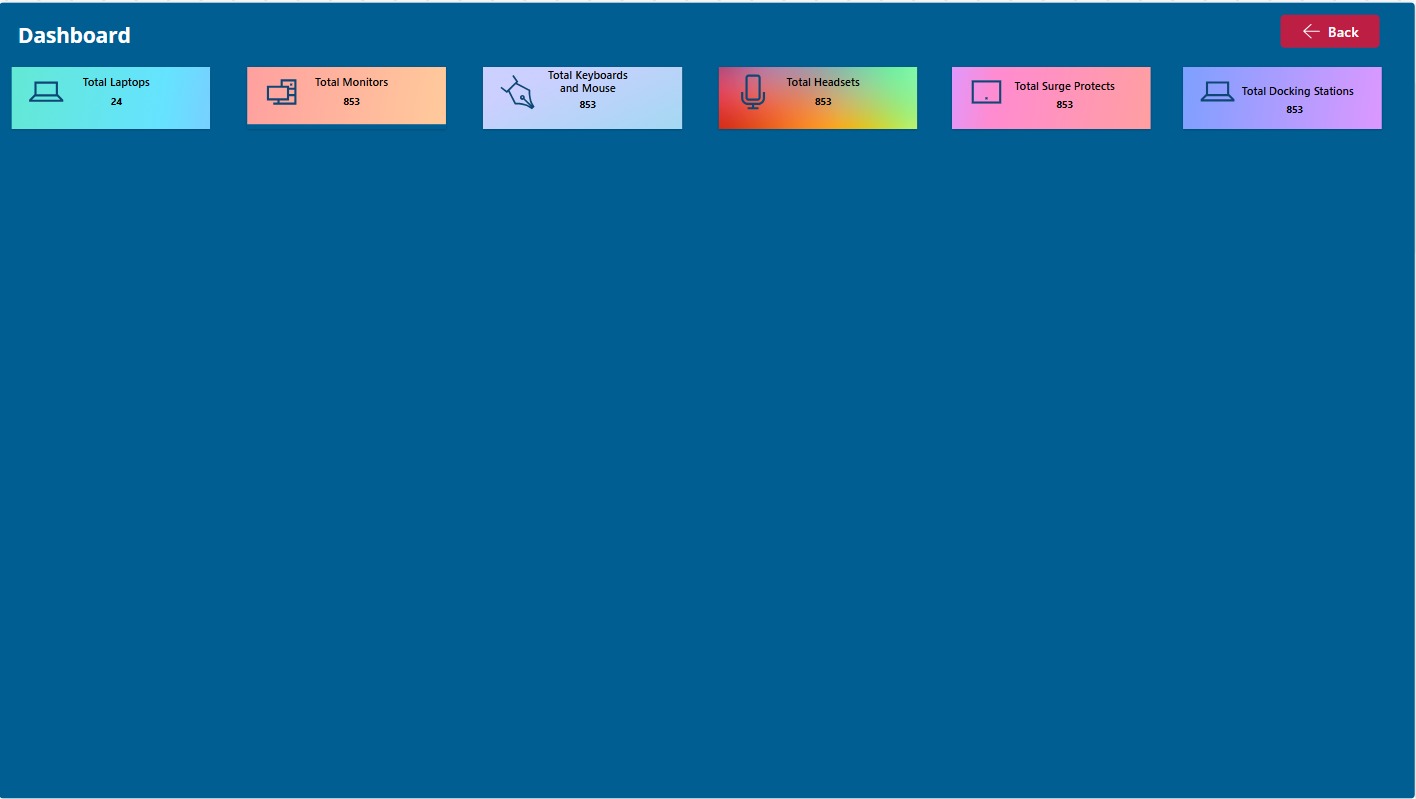 Dashboard
Back
Total Laptops
24
Total Monitors
853
Total Keyboards
and Mouse
853
Total Headsets
853
Total Surge Protects
853
Total Docking Stations
853